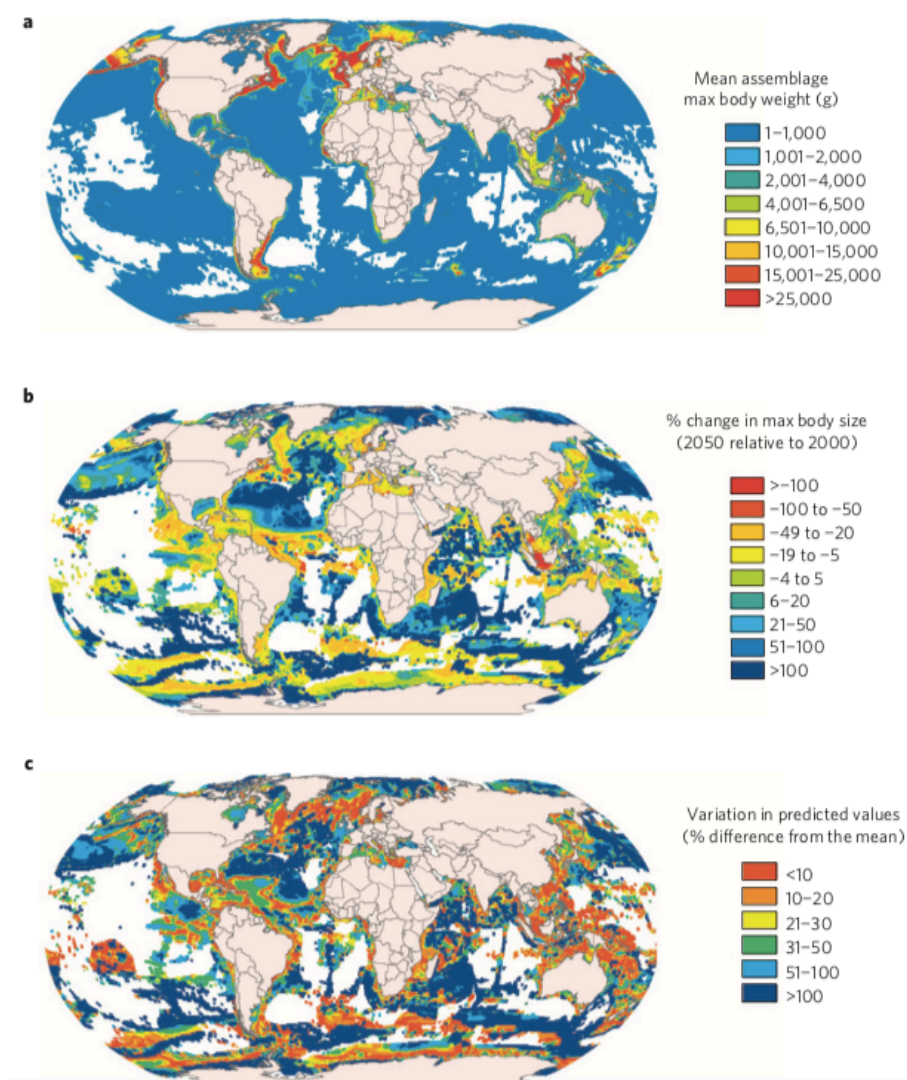 a
Mean assemblage
max body weight (g)
1–1,000
1,001–2,000
2,001–4,000
4,001–6,500
6,501–10,000
10,001–15,000
15,001–25,000
>25,000
b
% change in max body size
(2050 relative to 2000)
>−100
−100 to −50
−49 to −20
−19 to −5
−4 to 5
6–20
21–50
51–100
>100
c
Variation in predicted values
(% difference from the mean)
<10
10–20
21–30
31–50
51–100
>100